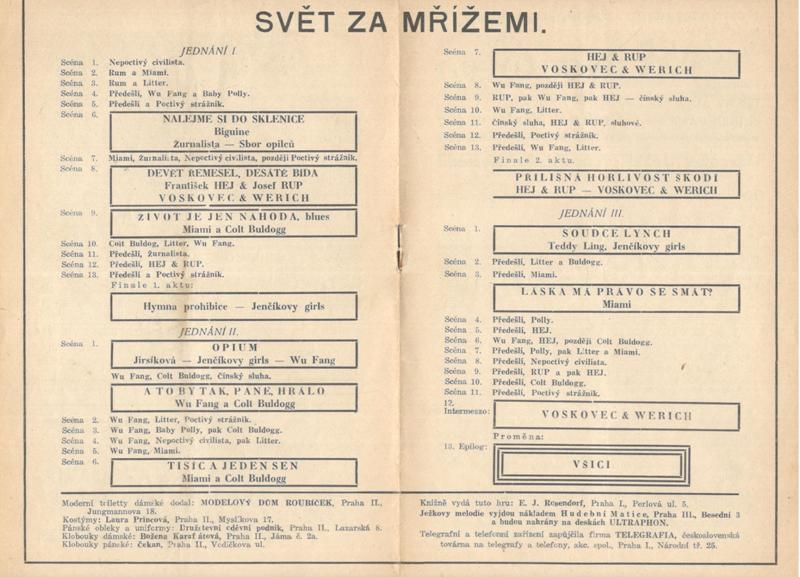 SVĚT ZA MŘÍŽEMI.
JEDNÁNÍ I.
Scéna 1. Nepoctivý civilista.
Scéna 2. Rum a Miami.
Scéna 3. Rum a Litter.
Scéna 4. Předešlí, Wu Fang a Baby Polly.
Scéna 5. Předešlí a Poctivý strážník.
Scéna 6.
NALEJME SI DO SKLENICE
Biguine
Žurnalista — Sbor opilců
Scéna 7. Miami, Žurnalista, Nepoctivý civilista, později Poctivý strážník.
Scéna 8.
DEVĚT ŘEMESEL, DESÁTÁ BÍDA
František HEJ & Josef RUP
VOSKOVEC & WERICH
Scéna 9.
ŽIVOT JE JEN NÁHODA, blues
Miami a Colt Buldogg
Scéna 10. Colt Buldog, Litter, Wu Fang.
Scéna 11. Předešlí, Žurnalista.
Scéna 12. Předešlí, HEJ & RUP.
Scéna 13. Předešlí a Poctivý strážník.
Finale 1. aktu:
Hymna prohibice — Jenčíkovy girls
JEDNÁNÍ II.
Scéna 1.
OPIUM
Jirsíková — Jenčíkovy girls — Wu Fang
Wu Fang, Colt Buldogg, čínský sluha.
A TO BY TAK, PANE, HRÁLO
Wu Fang a Colt Buldogg
Scéna 2. Wu Fang, Litter, Poctivý strážník.
Scéna 3. Wu Fang, Baby Polly, pak Colt Buldogg.
Scéna 4. Wu Fang, Nepoctivý civilista, pak Litter.
Scéna 5. Wu Fang, Miami.
Scéna 6.
TISÍC A JEDEN SEN
Miami a Colt Buldogg
Moderní toiletty dámské dodal: MODELOVÝ DŮM ROUBÍČEK, Praha II.,
Jungmannova 18.
Kostýmy: Laura Princová, Praha II., Myslíkova 17.
Pánské obleky a uniformy: Družstevní oděvní podnik, Praha II., Lazarská 8.
Klobouky dámské: Božena Karafiátová, Praha II., Jáma č. 2a.
Klobouky pánské: Čekan, Praha II., Vodičkova ul.
Scéna 7.
HEJ & RUP
VOSKOVEC & WERICH
Scéna 8. Wu Fang, později HEJ & RUP.
Scéna 9. RUP, pak Wu Fang, pak HEJ — čínský sluha.
Scéna 10. Wu Fang, Litter.
Scéna 11. Čínský sluha, HEJ & RUP, sluhové.
Scéna 12. Předešlí, Poctivý strážník.
Scéna 13. Předešlí, Wu Fang, Litter.
Finale 2. aktu.
PŘÍLIŠNÁ HORLIVOST ŠKODÍ
HEJ & RUP — VOSKOVEC & WERICH
JEDNÁNÍ III.
Scéna 1.
SOUDCE LYNCH
Teddy Ling, Jenčíkovy girls
Scéna 2. Předešlí, Litter a Buldogg.
Scéna 3. Předešlí, Miami.
LÁSKA MÁ PRÁVO SE SMÁT?
Miami
Scéna 4. Předešlí, Polly.
Scéna 5. Předešlí, HEJ.
Scéna 6. Wu Fang, HEJ, později Colt Buldogg.
Scéna 7. Předešlí, Polly, pak Litter a Miami.
Scéna 8. Předešlí, Nepoctivý civilista.
Scéna 9. Předešlí, RUP a pak HEJ.
Scéna 10. Předešlí, Colt Buldogg.
Scéna 11. Předešlí, Poctivý strážník.
12.
Intermezzo:
VOSKOVEC & WERICH
Proměna:
13. Epilog:
VŠICI
Knižně vydá tuto hru: E. J. Rosendorf, Praha I., Perlová ul. 5.
Ježkovy melodie vyjdou nákladem Hudební Matice, Praha III., Besední 3
a budou nahrány na deskách ULTRAPHON.
Telegrafní a telefonní zařízení zapůjčila firma TELEGRAFIA, československá
továrna na telegrafy a telefony, akc. spol., Praha I., Národní tř. 25.